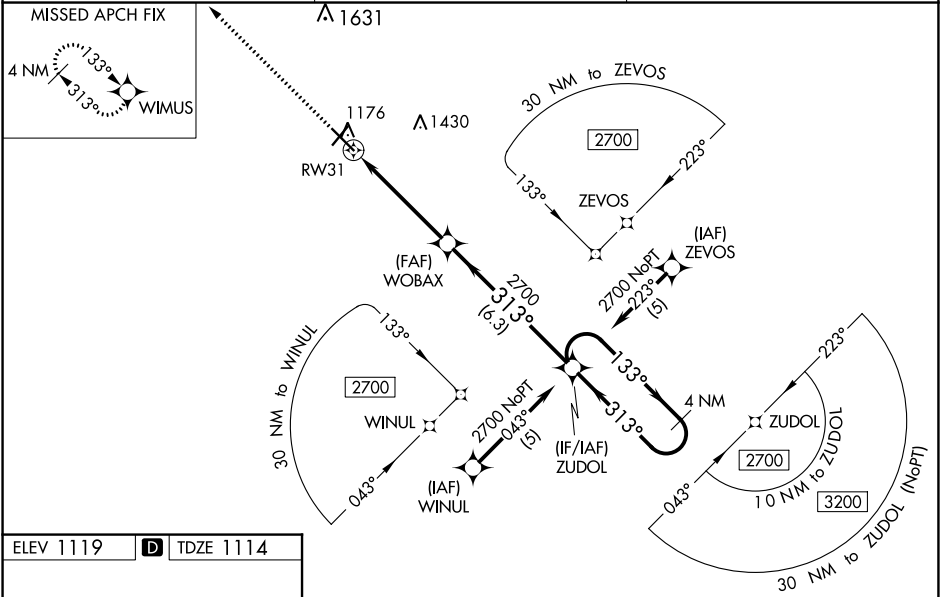 MISSED APCH FIX
4 NM
133°
313°
WIMUS
1631
1176
1430
RW31
30 NM to ZEVOS
2700
133°
223°
ZEVOS
(IAF)
ZEVOS
2700 NoPT
223°
(5)
(FAF)
WOBAX
2700
313°
(6.3)
30 NM to WINUL
133°
2700
WINUL
043°
2700 NoPT
043°
(5)
(IAF)
WINUL
(IF/IAF)
ZUDOL
133°
313°
4 NM
223°
ZUDOL
2700
043°
10 NM to ZUDOL
3200
30 NM to ZUDOL (NoPT)
ELEV 1119 D TDZE 1114